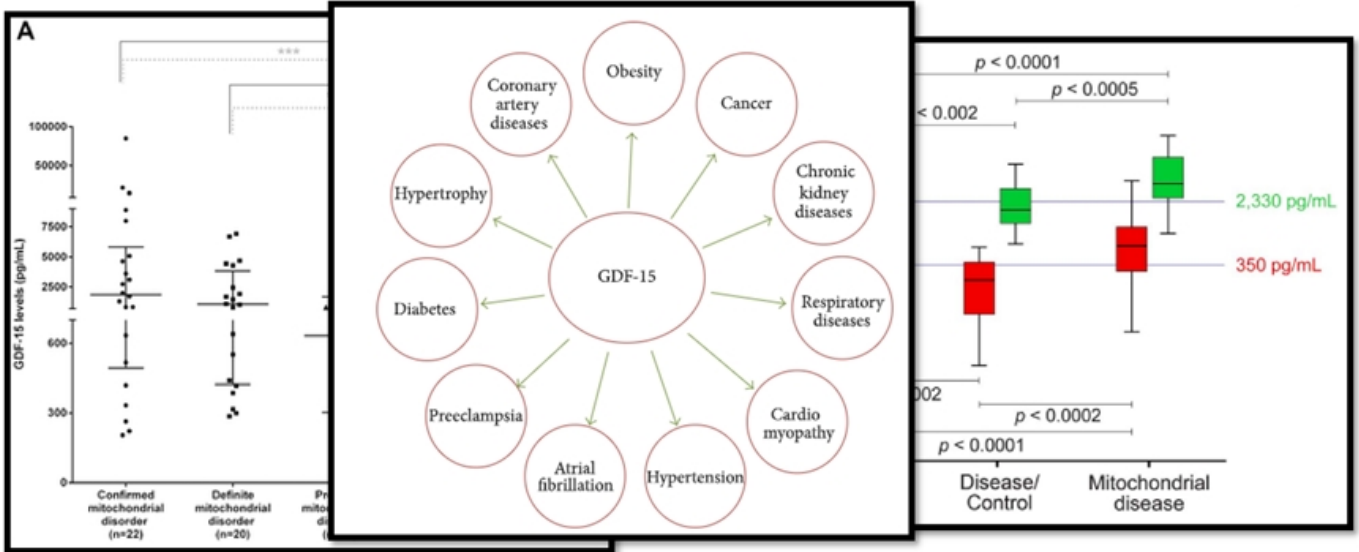 A
***
100000
50000
7500
5000
2500
600
300
0
GDF-15 levels (pg/mL)
Confirmed
mitochondrial
disorder
(n=22)
Definite
mitochondrial
disorder
(n=20)
Obesity
Coronary
artery
diseases
Cancer
Hypertrophy
Chronic
kidney
diseases
GDF-15
Diabetes
Respiratory
diseases
Preeclampsia
Cardio
myopathy
Atrial
fibrillation
Hypertension
p < 0.0001
p < 0.0005
< 0.002
2,330 pg/mL
350 pg/mL
002
p < 0.0002
p < 0.0001
Disease/
Control
Mitochondrial
disease